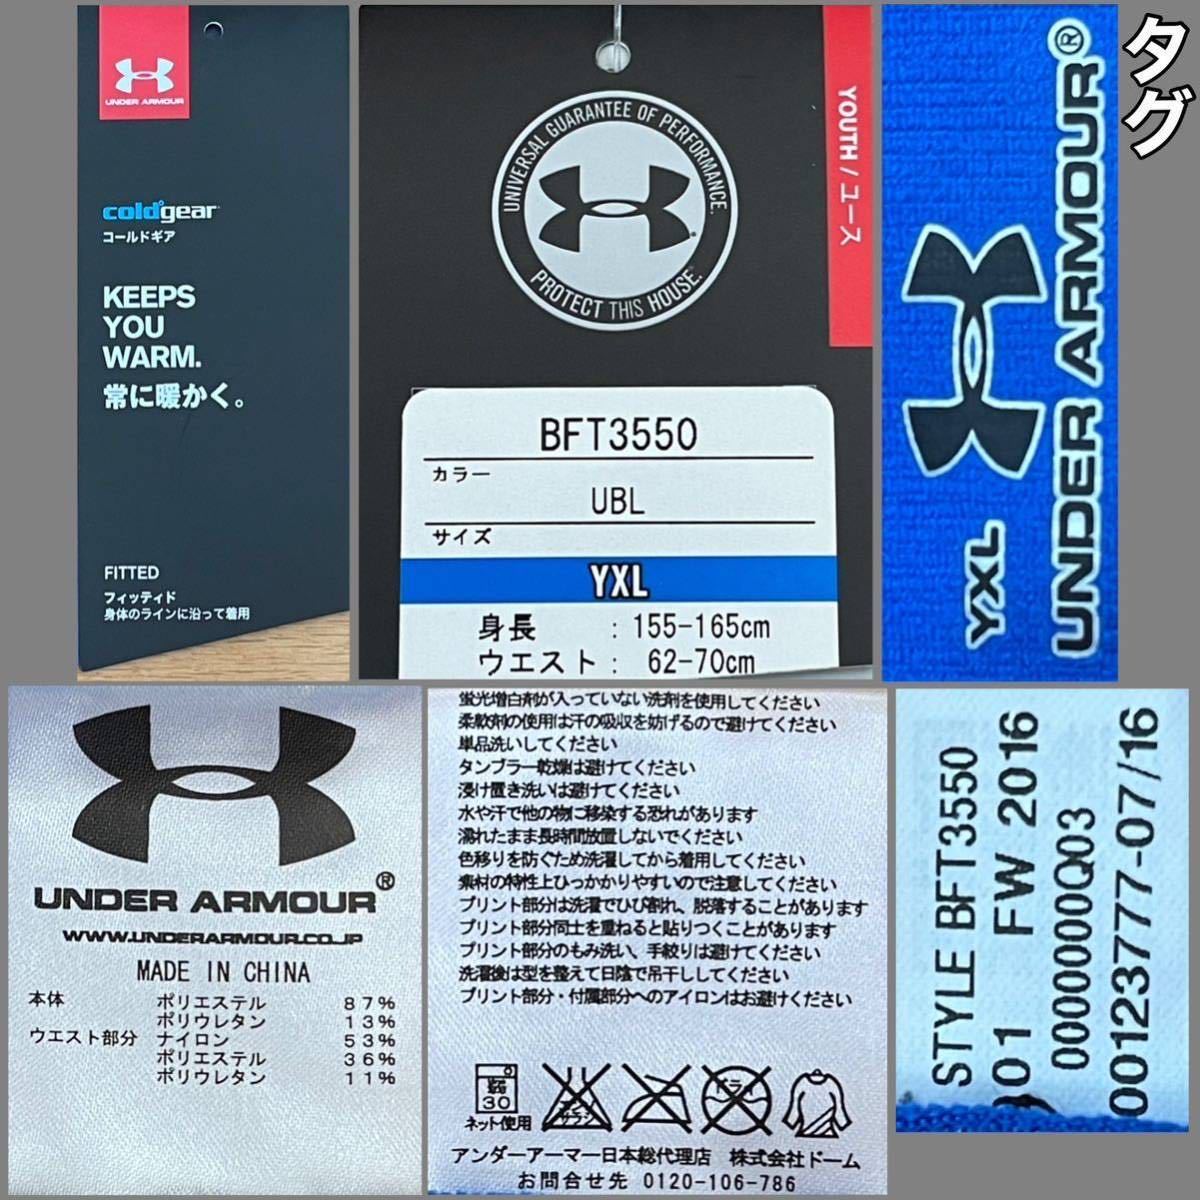 UNDER ARMOUR
coldgear
コールドギア
KEEPS
YOU
WARM.
常に暖かく。
FITTED
フィッティド
身体のラインに沿って着用
UNIVERSAL GUARANTEE OF PERFORMANCE.
PROTECT THIS HOUSE.
YOUTH / ユース
BFT3550
カラー
UBL
サイズ
YXL
身長 : 155-165cm
ウエスト : 62-70cm
YXL
UNDER ARMOUR®
タグ
UNDER ARMOUR®
WWW.UNDERARMOUR.CO.JP
MADE IN CHINA
本体 ポリエステル 87%
ポリウレタン 13%
ウエスト部分 ナイロン 53%
ポリエステル 36%
ポリウレタン 11%
蛍光増白剤が入っていない洗剤を使用してください
柔軟剤の使用は汗の吸収を妨げるので避けてください
単品洗いしてください
タンブラー乾燥は避けてください
浸け置き洗いは避けてください
水や汗で他の物に移染する恐れがあります
濡れたまま長時間放置しないでください
色移りを防ぐため洗濯してから着用してください
素材の特性上ひっかかりやすいので注意してください
プリント部分は洗濯でひび割れ、脱落することがあります
プリント部分同士を重ねると貼りつくことがあります
プリント部分のもみ洗い、手絞りは避けてください
洗濯後は型を整えて日陰で吊干ししてください
プリント部分・付属部分へのアイロンはお避けください
30
ネット使用
アンダーアーマー日本総代理店 株式会社ドーム
お問合せ先 0120-106-786
STYLE BFT3550
01 FW 2016
000000Q03
00123777-07/16